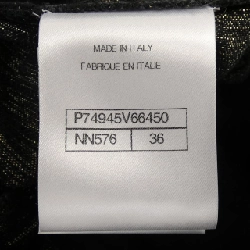 MADE IN ITALY
FABRIQUE EN ITALIE
P74945V66450
NN576 36